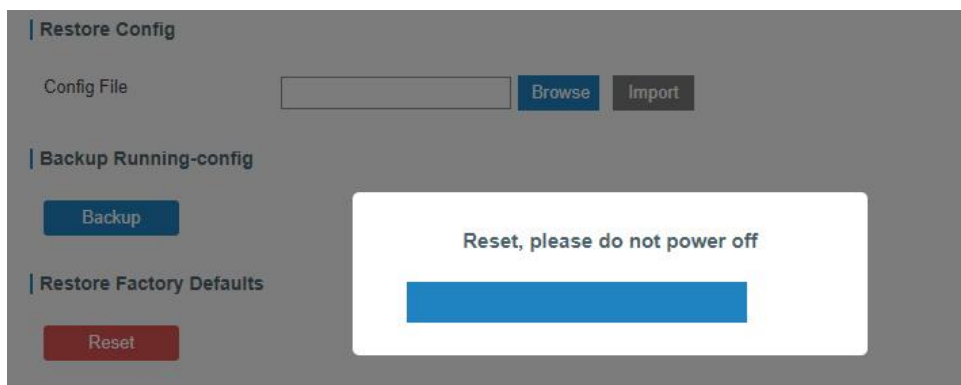 Restore Config
Config File
Browse
Import
Backup Running-config
Backup
Reset, please do not power off
Restore Factory Defaults
Reset